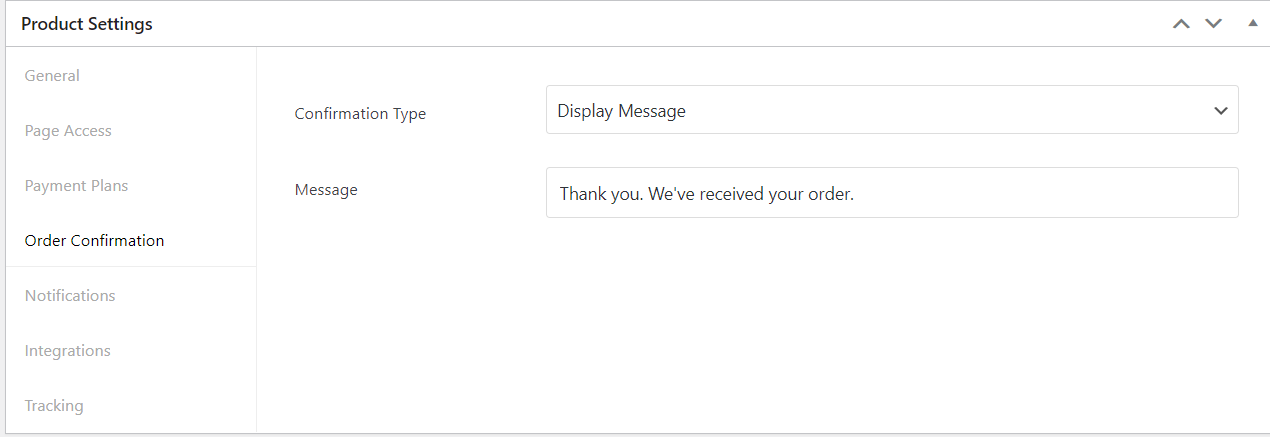 Product Settings
General
Page Access
Payment Plans
Order Confirmation
Notifications
Integrations
Tracking
Confirmation Type
Display Message
Message
Thank you. We've received your order.